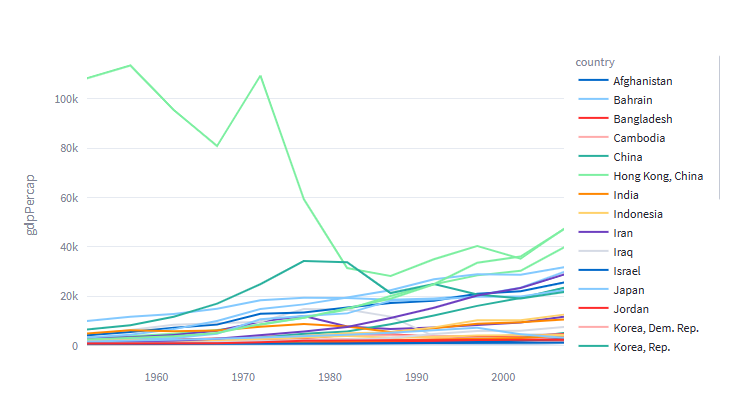 country
Afghanistan
Bahrain
Bangladesh
Cambodia
China
Hong Kong, China
India
Indonesia
Iran
Iraq
Israel
Japan
Jordan
Korea, Dem. Rep.
Korea, Rep.
gdpPercap
100k
80k
60k
40k
20k
0
1960 1970 1980 1990 2000